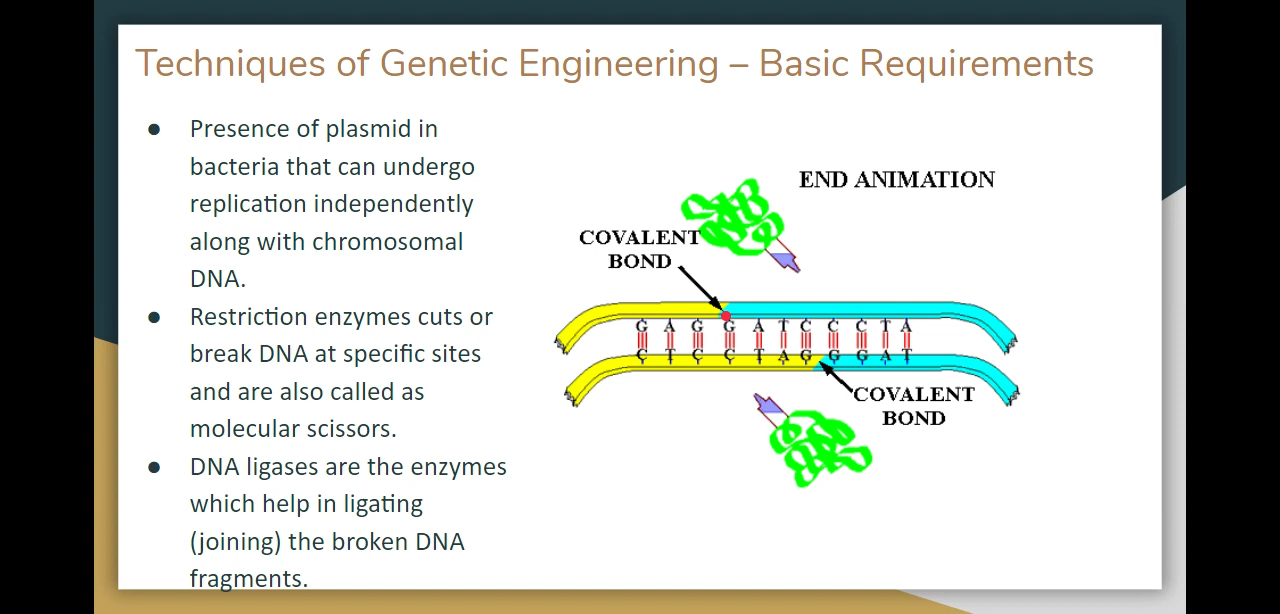 Techniques of Genetic Engineering – Basic Requirements
● Presence of plasmid in
bacteria that can undergo
replication independently
along with chromosomal
DNA.
● Restriction enzymes cuts or
break DNA at specific sites
and are also called as
molecular scissors.
● DNA ligases are the enzymes
which help in ligating
(joining) the broken DNA
fragments.
END ANIMATION
COVALENT
BOND
G A G G A T C C C T A
C T C C T A G G G A T
COVALENT
BOND